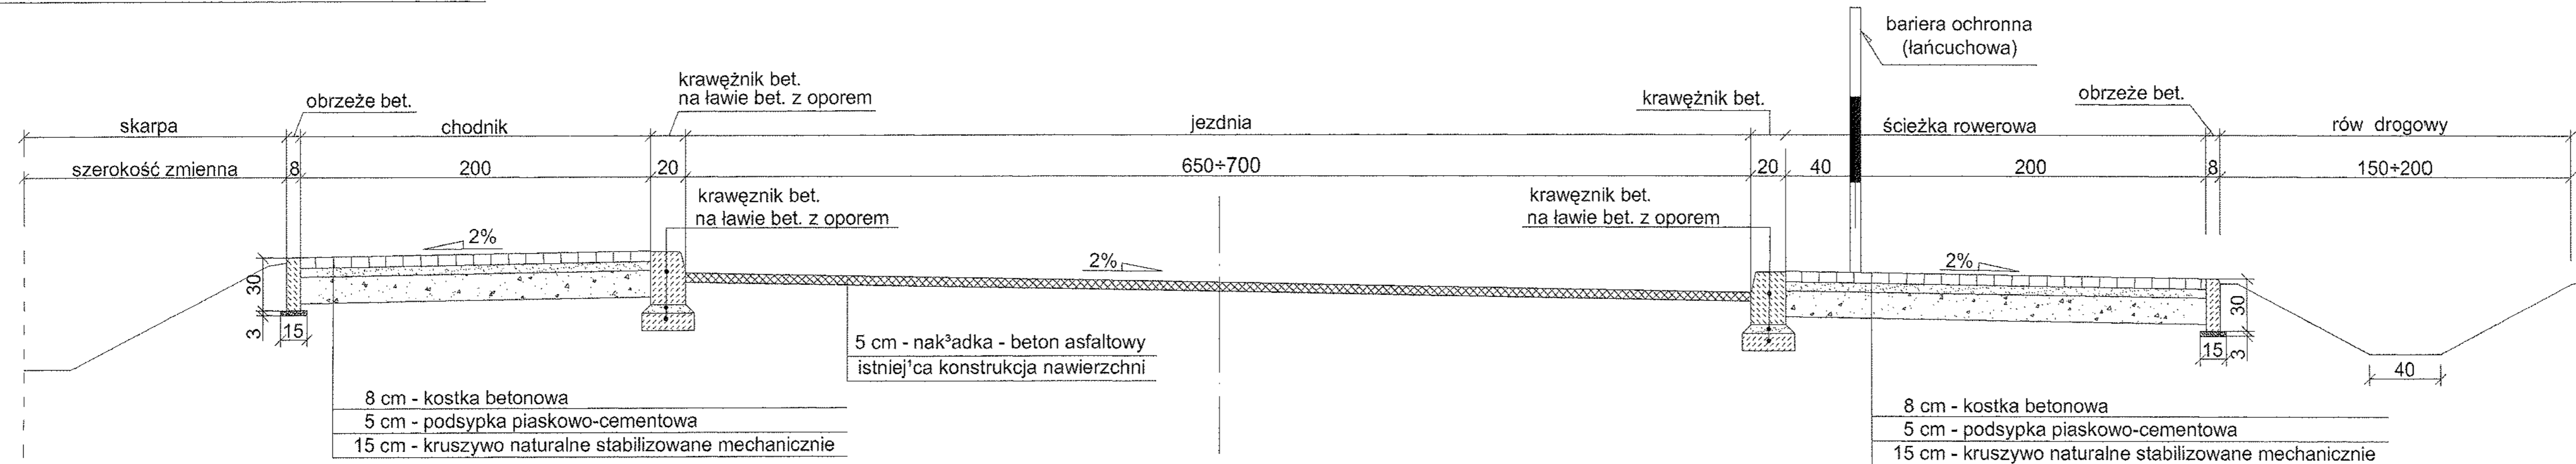 bariera ochronna
(łańcuchowa)
krawężnik bet.
na ławie bet. z oporem
obrzeże bet.
krawężnik bet.
obrzeże bet.
skarpa
chodnik
jezdnia
ścieżka rowerowa
rów drogowy
szerokość zmienna
8
200
20
650÷700
20
40
200
8
150÷200
krawęznik bet.
na ławie bet. z oporem
krawęznik bet.
na ławie bet. z oporem
2%
2%
2%
30
3
15
30
3
15
40
5 cm - nak³adka - beton asfaltowy
istniej¹ca konstrukcja nawierzchni
8 cm - kostka betonowa
5 cm - podsypka piaskowo-cementowa
15 cm - kruszywo naturalne stabilizowane mechanicznie
8 cm - kostka betonowa
5 cm - podsypka piaskowo-cementowa
15 cm - kruszywo naturalne stabilizowane mechanicznie